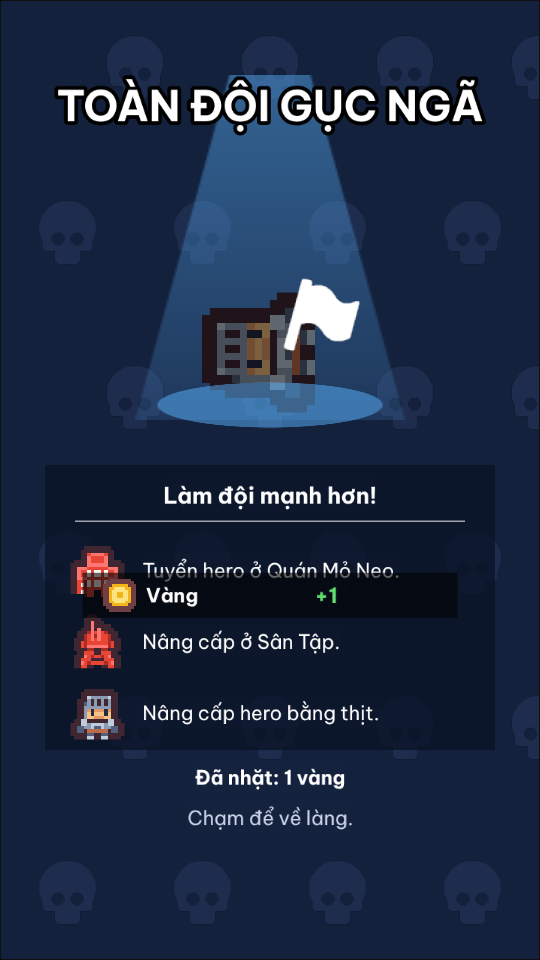 TOÀN ĐỘI GỤC NGÃ
Làm đội mạnh hơn!
Tuyển hero ở Quán Mỏ Neo.
Vàng +1
Nâng cấp ở Sân Tập.
Nâng cấp hero bằng thịt.
Đã nhặt: 1 vàng
Chạm để về làng.